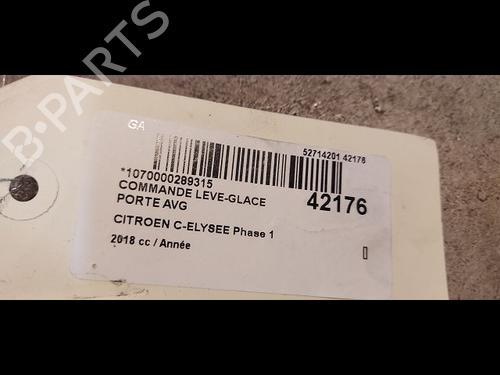 B-PARTS
GA
52714201 42176
*1070000289315
COMMANDE LEVE-GLACE
PORTE AVG
42176
CITROEN C-ELYSEE Phase 1
2018 cc / Année